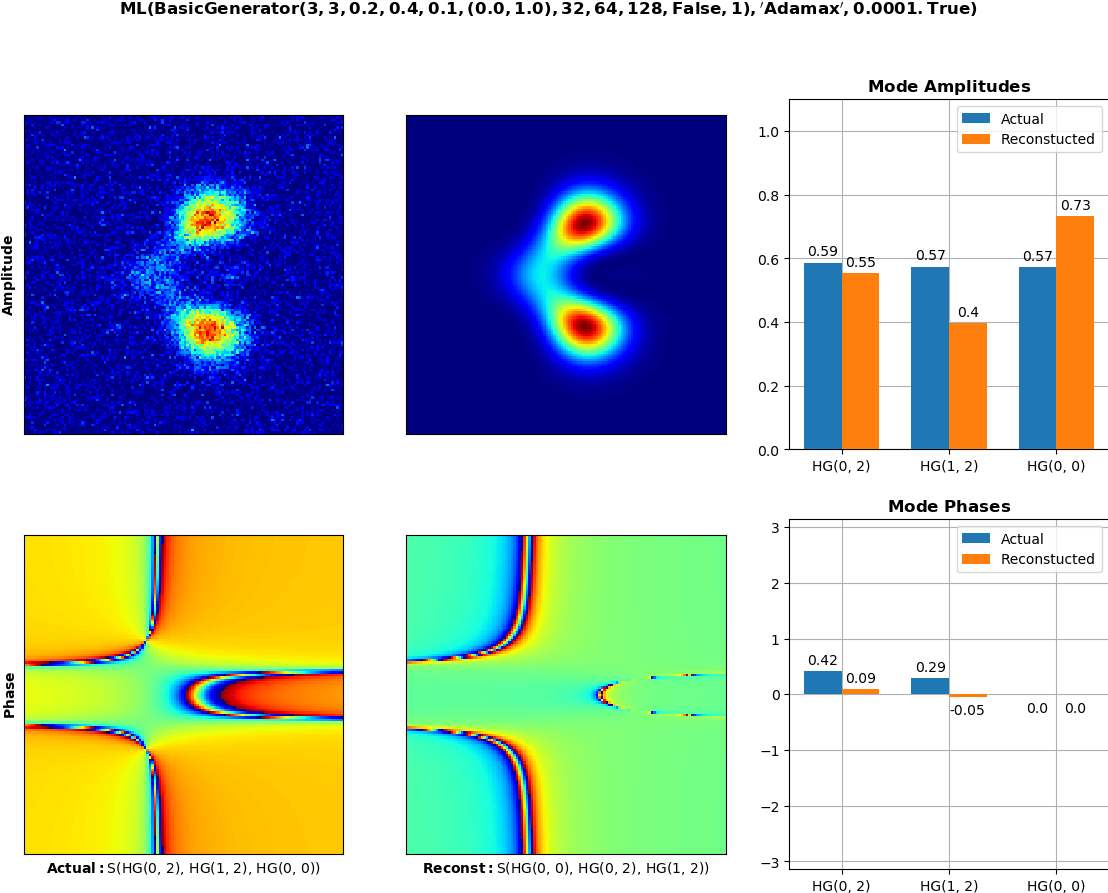 ML(BasicGenerator(3, 3, 0.2, 0.4, 0.1, (0.0, 1.0), 32, 64, 128, False, 1), 'Adamax', 0.0001. True)
Amplitude
Mode Amplitudes
Actual
Reconstucted
1.0
0.8
0.6
0.4
0.2
0.0
0.59
0.55
0.57
0.4
0.57
0.73
HG(0, 2)
HG(1, 2)
HG(0, 0)
Phase
Actual: S(HG(0, 2), HG(1, 2), HG(0, 0))
Reconst: S(HG(0, 0), HG(0, 2), HG(1, 2))
Mode Phases
Actual
Reconstucted
3
2
1
0
−1
−2
−3
0.42
0.09
0.29
-0.05
0.0
0.0
HG(0, 2)
HG(1, 2)
HG(0, 0)